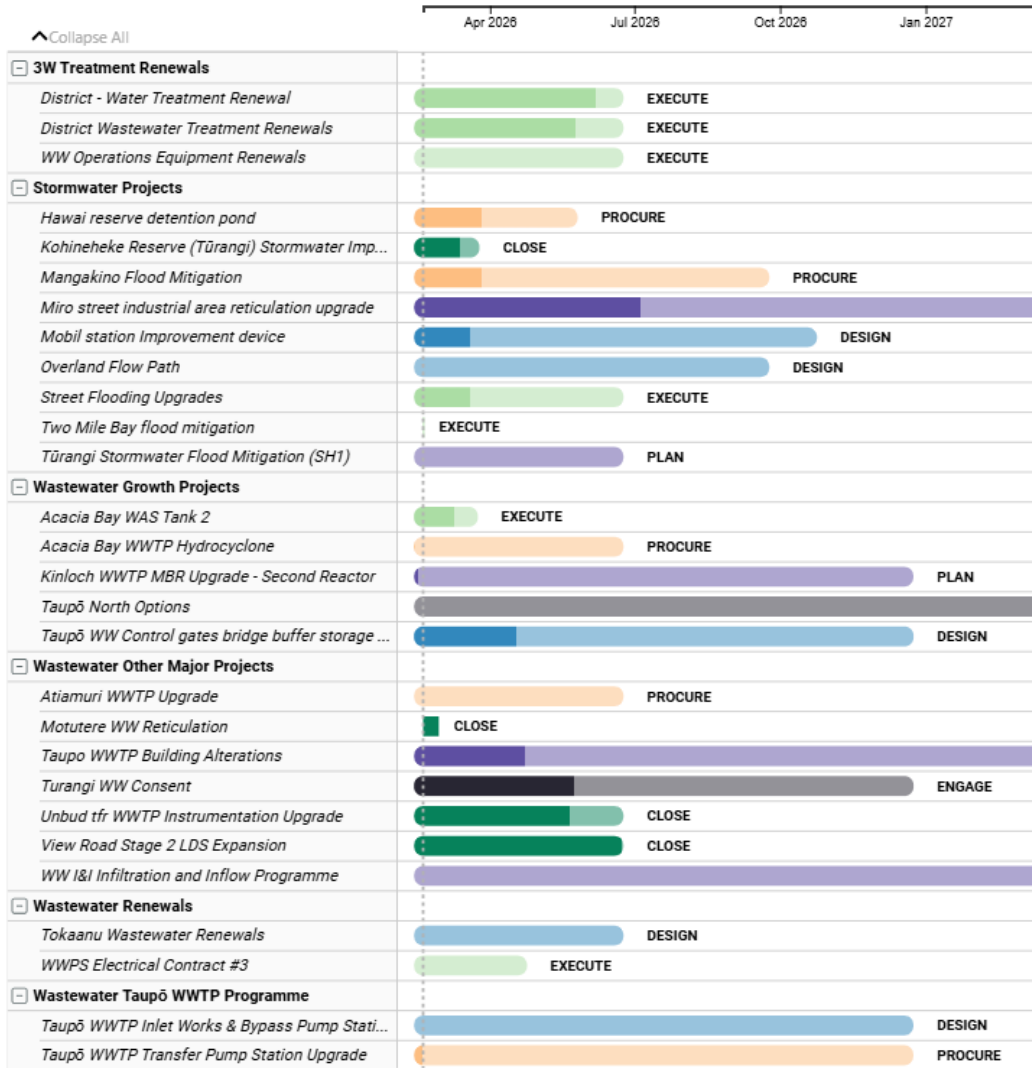 Apr 2026 Jul 2026 Oct 2026 Jan 2027
Collapse All
3W Treatment Renewals
District - Water Treatment Renewal EXECUTE
District Wastewater Treatment Renewals EXECUTE
WW Operations Equipment Renewals EXECUTE
Stormwater Projects
Hawai reserve detention pond PROCURE
Kohineheke Reserve (Tūrangi) Stormwater Imp... CLOSE
Mangakino Flood Mitigation PROCURE
Miro street industrial area reticulation upgrade
Mobil station Improvement device DESIGN
Overland Flow Path DESIGN
Street Flooding Upgrades EXECUTE
Two Mile Bay flood mitigation EXECUTE
Tūrangi Stormwater Flood Mitigation (SH1) PLAN
Wastewater Growth Projects
Acacia Bay WAS Tank 2 EXECUTE
Acacia Bay WWTP Hydrocyclone PROCURE
Kinloch WWTP MBR Upgrade - Second Reactor PLAN
Taupō North Options
Taupō WW Control gates bridge buffer storage ... DESIGN
Wastewater Other Major Projects
Atiamuri WWTP Upgrade PROCURE
Motutere WW Reticulation CLOSE
Taupo WWTP Building Alterations
Turangi WW Consent ENGAGE
Unbud tfr WWTP Instrumentation Upgrade CLOSE
View Road Stage 2 LDS Expansion CLOSE
WW I&I Infiltration and Inflow Programme
Wastewater Renewals
Tokaanu Wastewater Renewals DESIGN
WWPS Electrical Contract #3 EXECUTE
Wastewater Taupō WWTP Programme
Taupō WWTP Inlet Works & Bypass Pump Stati... DESIGN
Taupō WWTP Transfer Pump Station Upgrade PROCURE